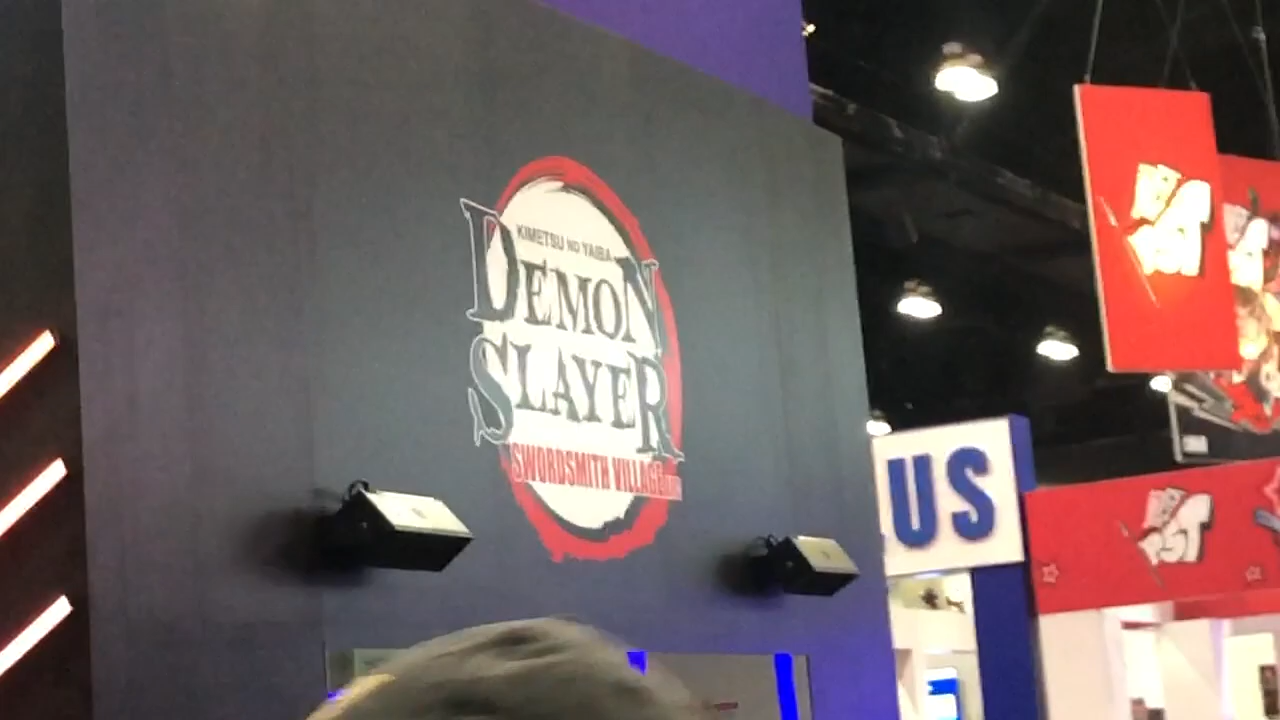 KIMETSU NO YAIBA
DEMON
SLAYER
SWORDSMITH VILLAGE
US